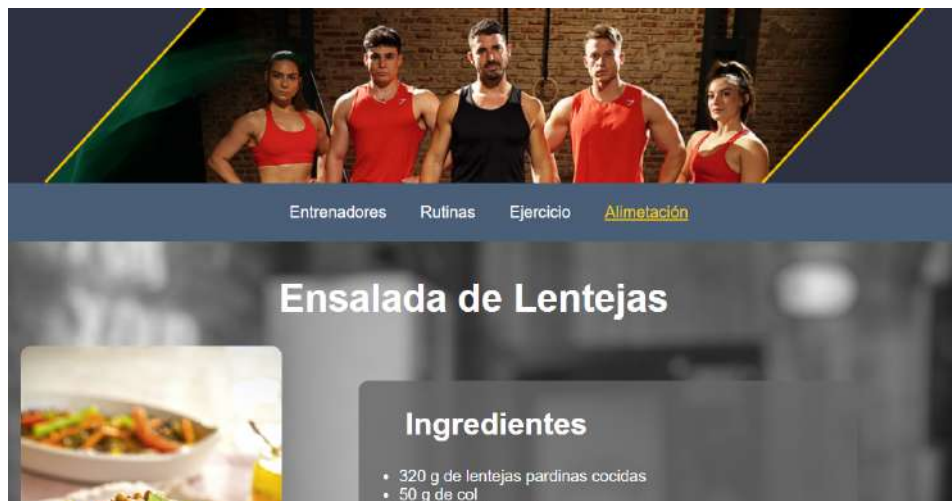 Entrenadores Rutinas Ejercicio Alimetación
Ensalada de Lentejas
Ingredientes
• 320 g de lentejas pardinas cocidas
• 50 g de col